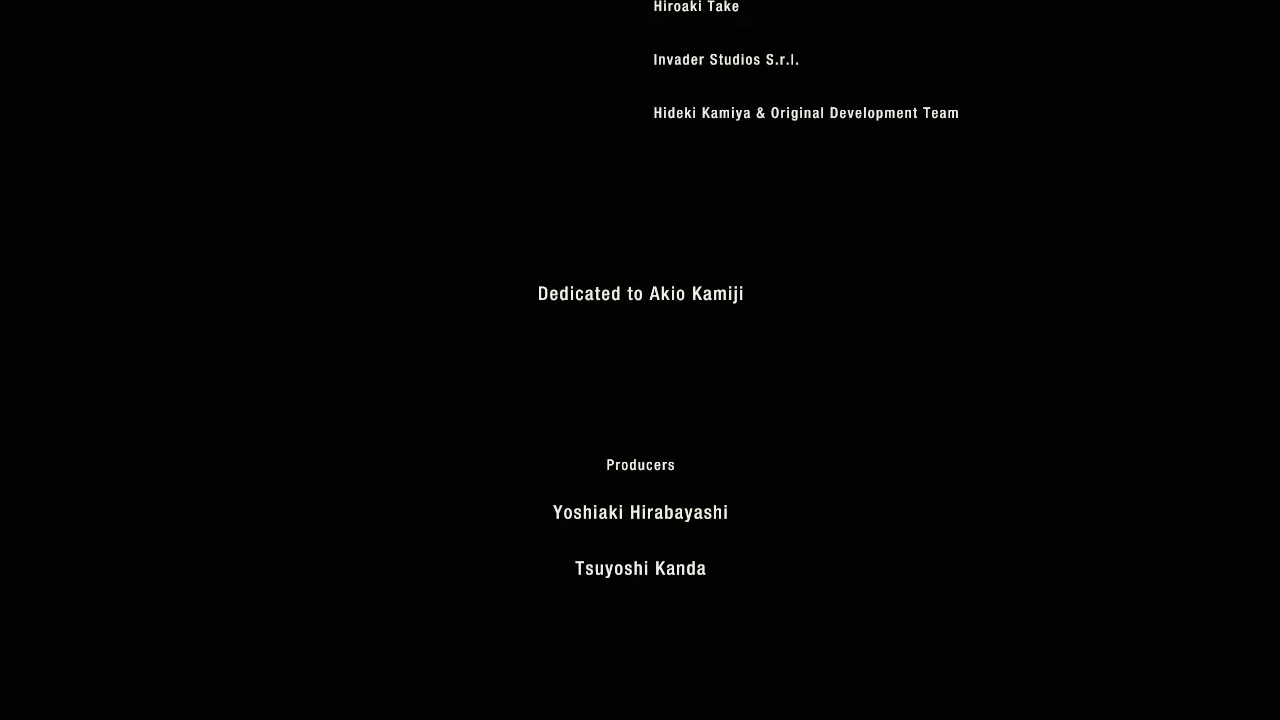 Hiroaki Take
Invader Studios S.r.l.
Hideki Kamiya & Original Development Team
Dedicated to Akio Kamiji
Producers
Yoshiaki Hirabayashi
Tsuyoshi Kanda